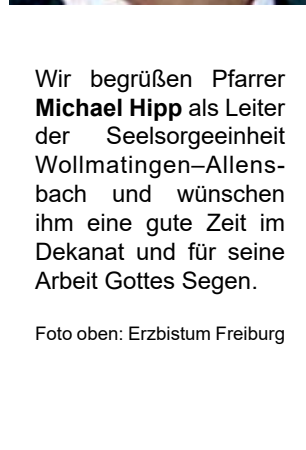 Wir begrüßen Pfarrer
Michael Hipp als Leiter
der Seelsorgeeinheit
Wollmatingen–Allens-
bach und wünschen
ihm eine gute Zeit im
Dekanat und für seine
Arbeit Gottes Segen.
Foto oben: Erzbistum Freiburg